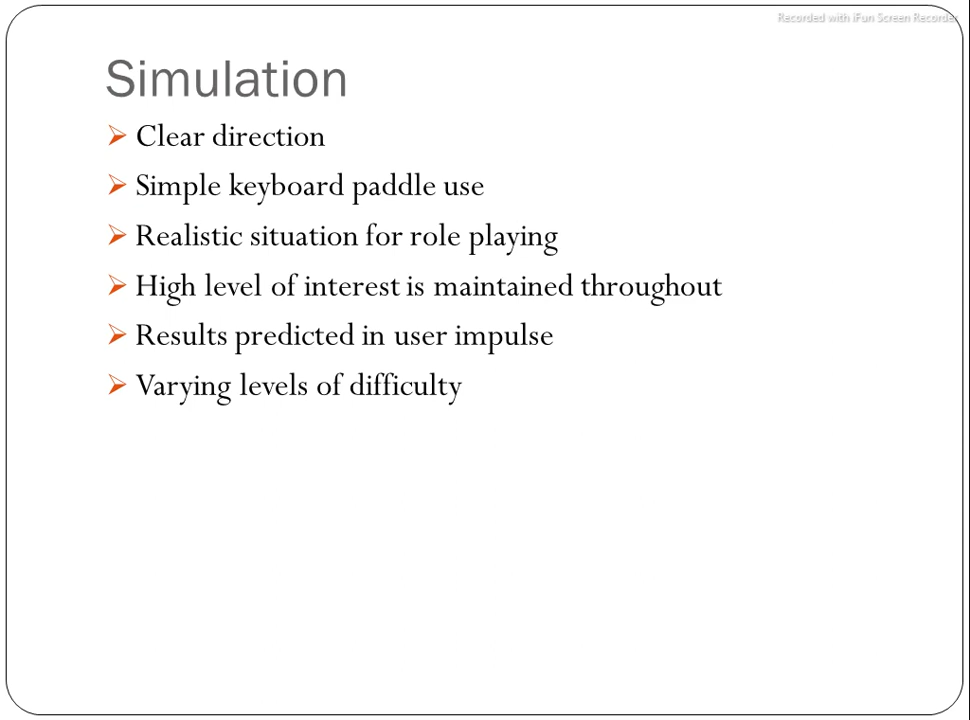 Recorded with iFun Screen Recorder
Simulation
Clear direction
Simple keyboard paddle use
Realistic situation for role playing
High level of interest is maintained throughout
Results predicted in user impulse
Varying levels of difficulty